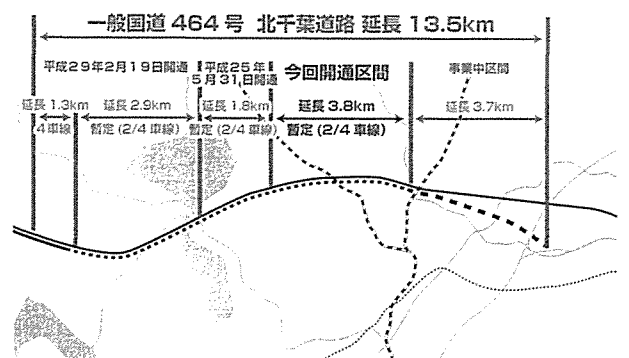 一般国道 464 号 北千葉道路 延長 13.5km
平成29年2月19日開通
平成25年
5月31日開通
今回開通区間
事業中区間
延長 1.3km
延長 2.9km
延長 1.8km
延長 3.8km
延長 3.7km
4車線
暫定 (2/4 車線)
暫定 (2/4 車線)
暫定 (2/4 車線)